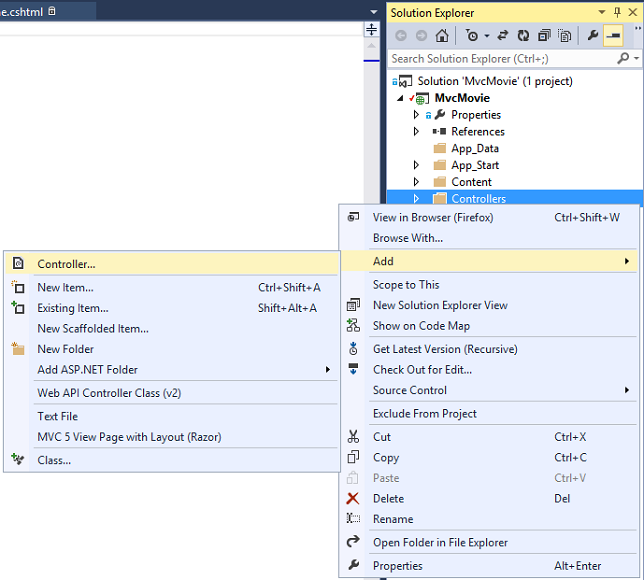 ne.cshtml
Solution Explorer
Search Solution Explorer (Ctrl+;)
Solution 'MvcMovie' (1 project)
MvcMovie
Properties
References
App_Data
App_Start
Content
Controllers
View in Browser (Firefox) Ctrl+Shift+W
Browse With...
Add
Scope to This
New Solution Explorer View
Show on Code Map
Get Latest Version (Recursive)
Check Out for Edit...
Source Control
Exclude From Project
Cut Ctrl+X
Copy Ctrl+C
Paste Ctrl+V
Delete Del
Rename
Open Folder in File Explorer
Properties Alt+Enter
Controller...
New Item... Ctrl+Shift+A
Existing Item... Shift+Alt+A
New Scaffolded Item...
New Folder
Add ASP.NET Folder
Web API Controller Class (v2)
Text File
MVC 5 View Page with Layout (Razor)
Class...